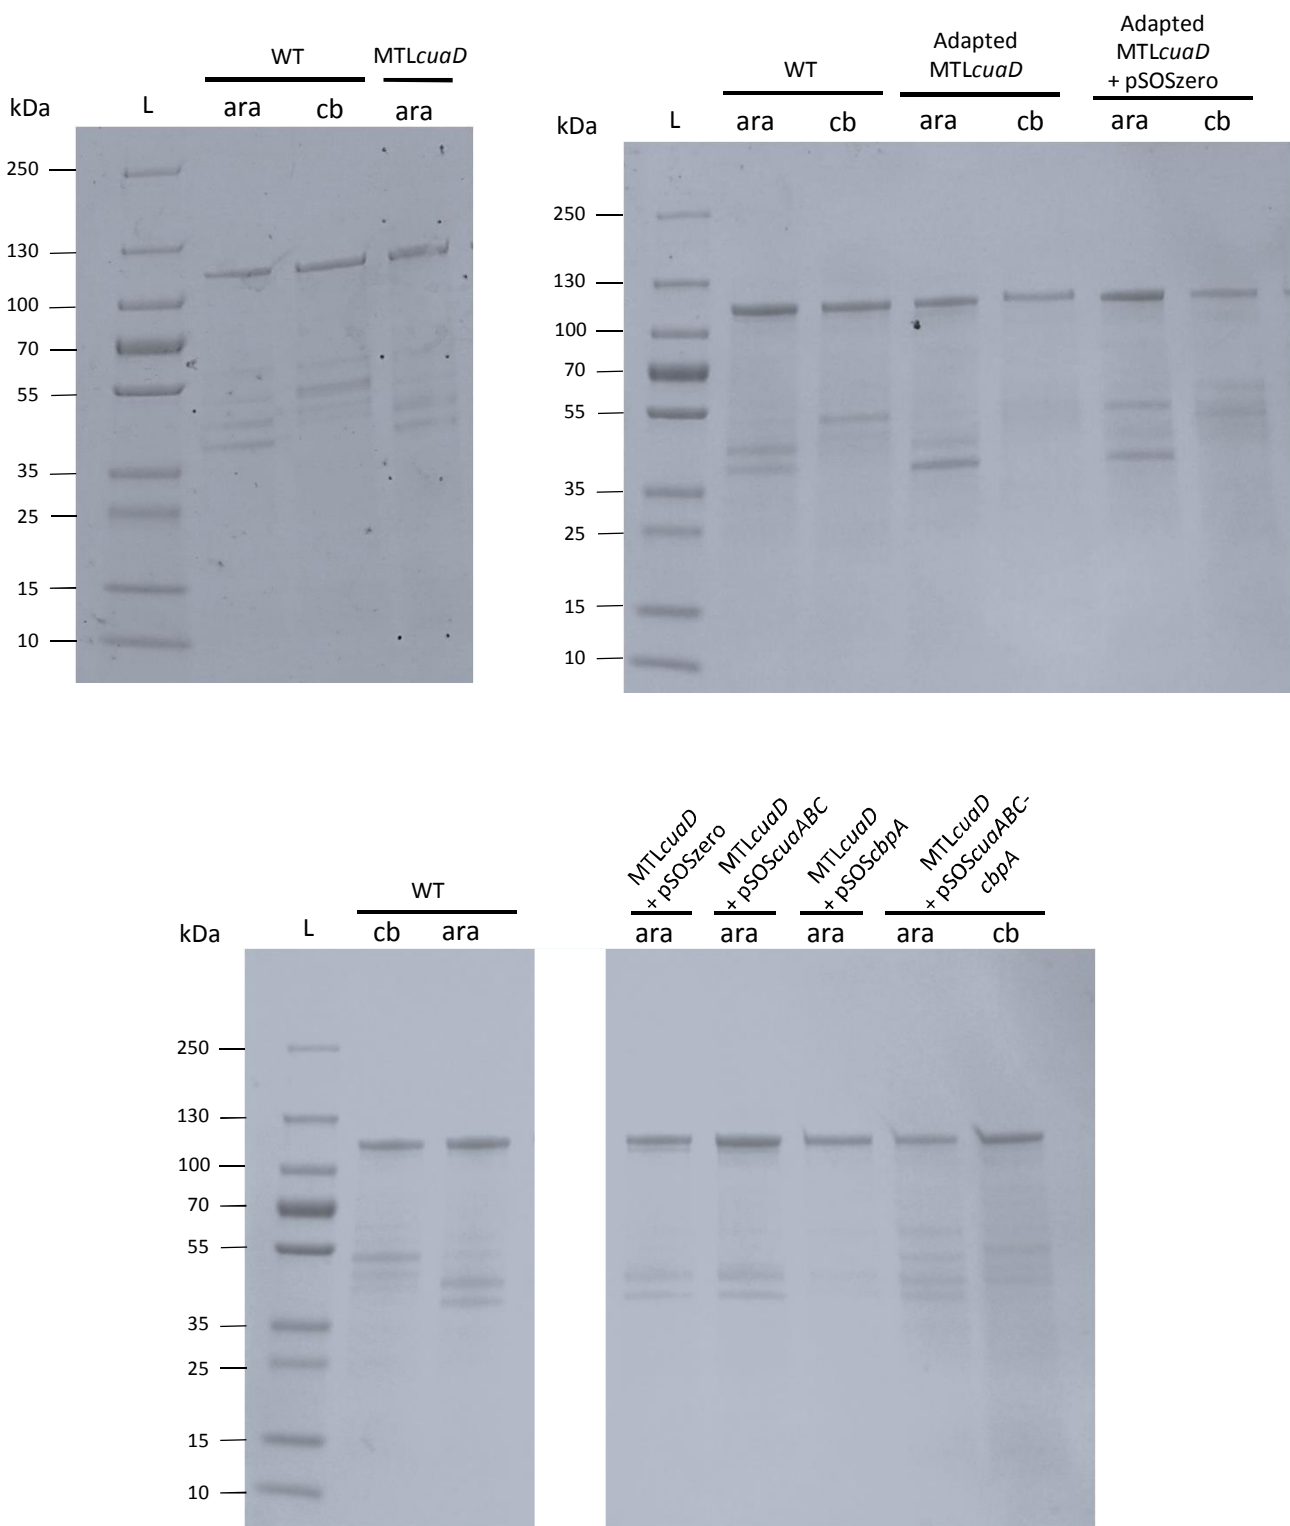 WT MTLcuaD
kDa L ara cb ara
250
130
100
70
55
35
25
15
10
WT Adapted MTLcuaD Adapted MTLcuaD + pSOSzero
kDa L ara cb ara cb ara cb
250
130
100
70
55
35
25
15
10
WT
kDa L cb ara
MTLcuaD
+ pSOSzero
MTLcuaD
+ pSOScuaABC
MTLcuaD
+ pSOScbpA
MTLcuaD
+ pSOScuaABC-
cbpA
ara ara ara ara cb
250
130
100
70
55
35
25
15
10